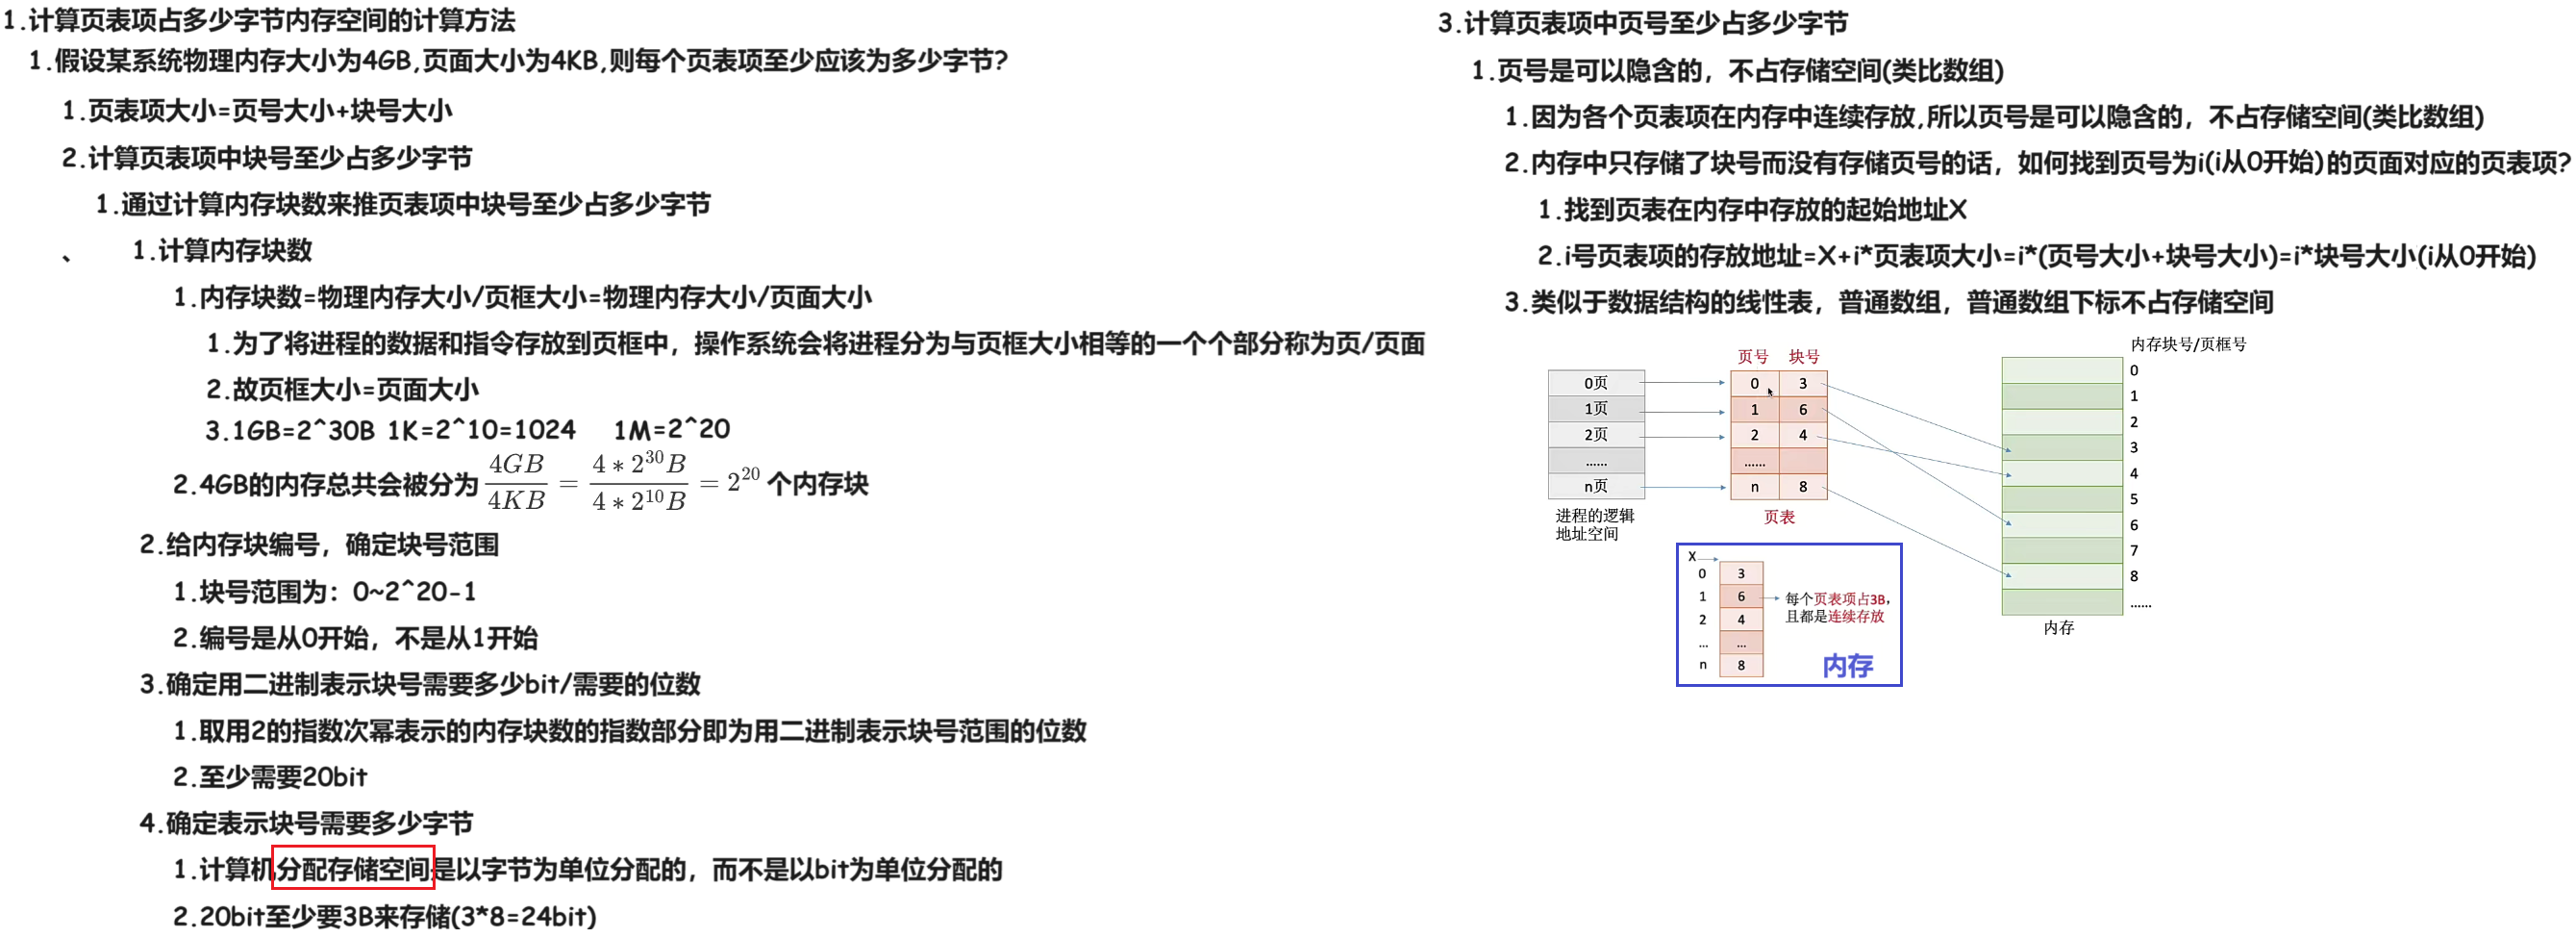 1.计算页表项占多少字节内存空间的计算方法
1.假设某系统物理内存大小为4GB,页面大小为4KB,则每个页表项至少应该为多少字节?
1.页表项大小=页号大小+块号大小
2.计算页表项中块号至少占多少字节
1.通过计算内存块数来推页表项中块号至少占多少字节
、 1.计算内存块数
1.内存块数=物理内存大小/页框大小=物理内存大小/页面大小
1.为了将进程的数据和指令存放到页框中，操作系统会将进程分为与页框大小相等的一个个部分称为页/页面
2.故页框大小=页面大小
3.1GB=2^30B 1K=2^10=1024 1M=2^20
2.4GB的内存总共会被分为 4GB/4KB = 4*2^30B/4*2^10B = 2^20 个内存块
2.给内存块编号，确定块号范围
1.块号范围为：0~2^20-1
2.编号是从0开始，不是从1开始
3.确定用二进制表示块号需要多少bit/需要的位数
1.取用2的指数次幂表示的内存块数的指数部分即为用二进制表示块号范围的位数
2.至少需要20bit
4.确定表示块号需要多少字节
1.计算机分配存储空间是以字节为单位分配的，而不是以bit为单位分配的
2.20bit至少要3B来存储(3*8=24bit)
3.计算页表项中页号至少占多少字节
1.页号是可以隐含的，不占存储空间(类比数组)
1.因为各个页表项在内存中连续存放,所以页号是可以隐含的，不占存储空间(类比数组)
2.内存中只存储了块号而没有存储页号的话，如何找到页号为i(i从0开始)的页面对应的页表项?
1.找到页表在内存中存放的起始地址X
2.i号页表项的存放地址=X+i*页表项大小=i*(页号大小+块号大小)=i*块号大小(i从0开始)
3.类似于数据结构的线性表，普通数组，普通数组下标不占存储空间
内存块号/页框号
页号 块号
0页 0 3
1页 1 6
2页 2 4
...... ......
n页 n 8
进程的逻辑
地址空间
页表
0
1
2
3
4
5
6
7
8
......
内存
X
0 3
1 6
2 4
... ...
n 8
每个页表项占3B，
且都是连续存放
内存